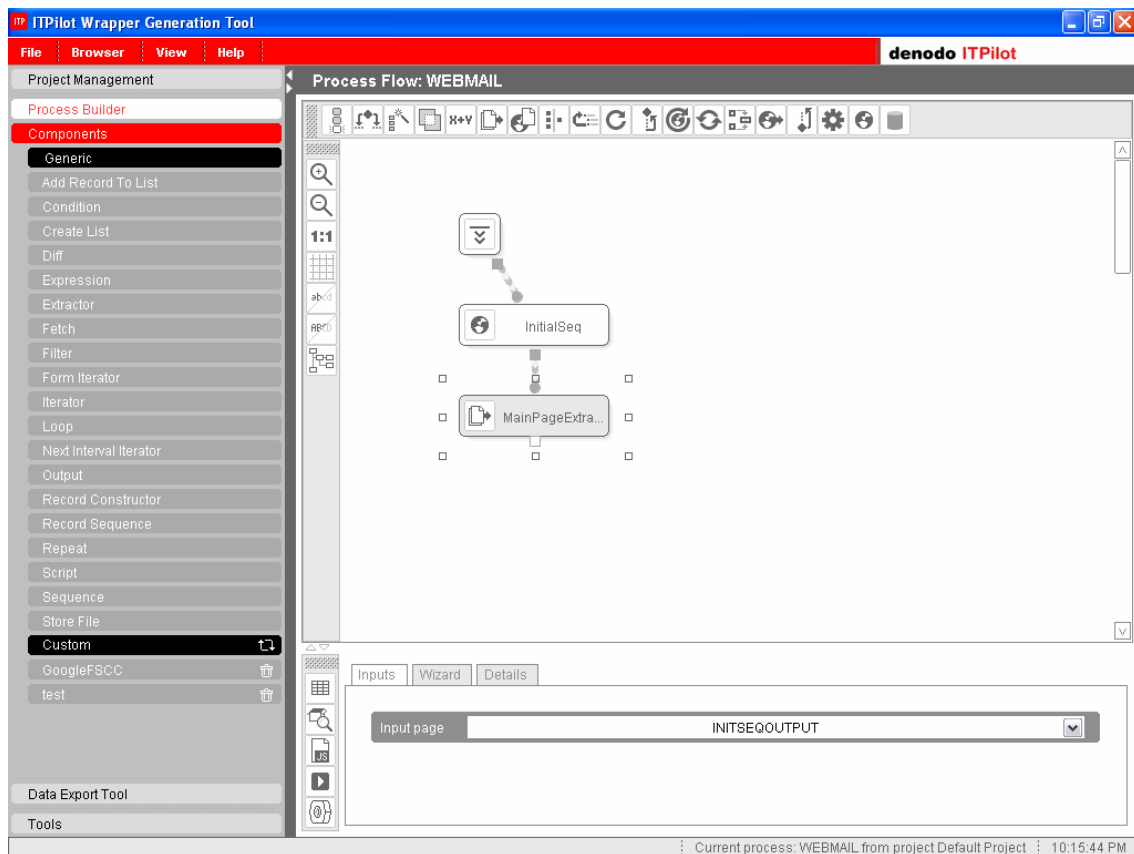 ITP ITPilot Wrapper Generation Tool
File Browser View Help
denodo ITPilot
Project Management
Process Flow: WEBMAIL
Process Builder
Components
Generic
Add Record To List
Condition
Create List
Diff
Expression
Extractor
Fetch
Filter
Form Iterator
Iterator
Loop
Next Interval Iterator
Output
Record Constructor
Record Sequence
Repeat
Script
Sequence
Store File
Custom
GoogleFSCC
test
Data Export Tool
Tools
X+Y
1:1
abcd
ABCD
InitialSeq
MainPageExtra...
Inputs Wizard Details
Input page INITSEQOUTPUT
JS
Current process: WEBMAIL from project Default Project 10:15:44 PM